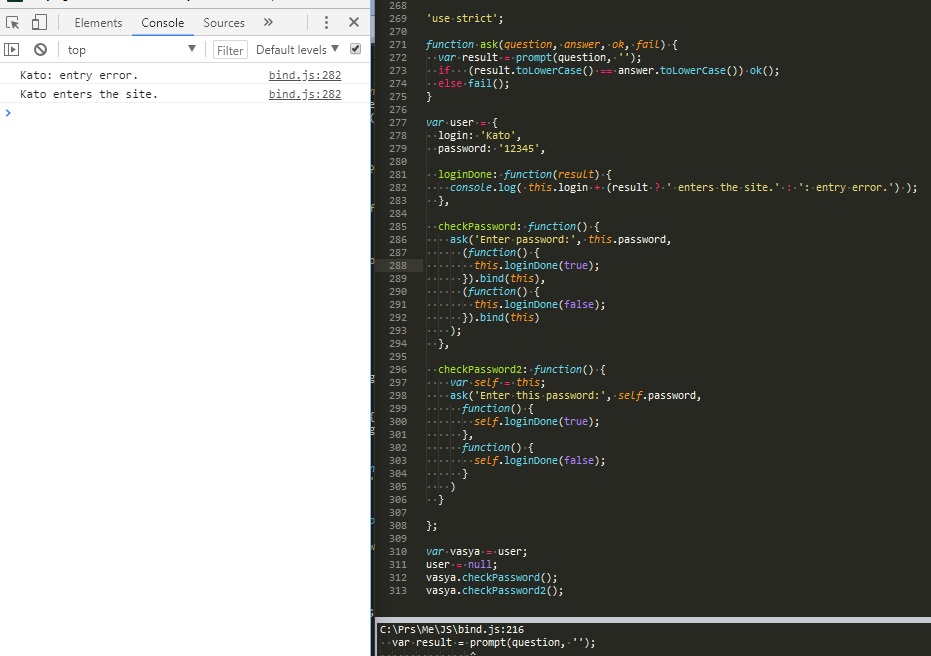 Elements Console Sources »
top Filter Default levels
Kato: entry error. bind.js:282
Kato enters the site. bind.js:282
268
269 'use strict';
270
271 function ask(question, answer, ok, fail) {
272 var result = prompt(question, '');
273 if (result.toLowerCase() == answer.toLowerCase()) ok();
274 else fail();
275 }
276
277 var user = {
278 login: 'Kato',
279 password: '12345',
280
281 loginDone: function(result) {
282 console.log( this.login + (result ? ' enters the site.' : ': entry error.') );
283 },
284
285 checkPassword: function() {
286 ask('Enter password:', this.password,
287 (function() {
288 this.loginDone(true);
289 }).bind(this),
290 (function() {
291 this.loginDone(false);
292 }).bind(this)
293 );
294 },
295
296 checkPassword2: function() {
297 var self = this;
298 ask('Enter this password:', self.password,
299 function() {
300 self.loginDone(true);
301 },
302 function() {
303 self.loginDone(false);
304 }
305 )
306 }
307
308 };
309
310 var vasya = user;
311 user = null;
312 vasya.checkPassword();
313 vasya.checkPassword2();
C:\Prs\Me\JS\bind.js:216
var result = prompt(question, '');
^